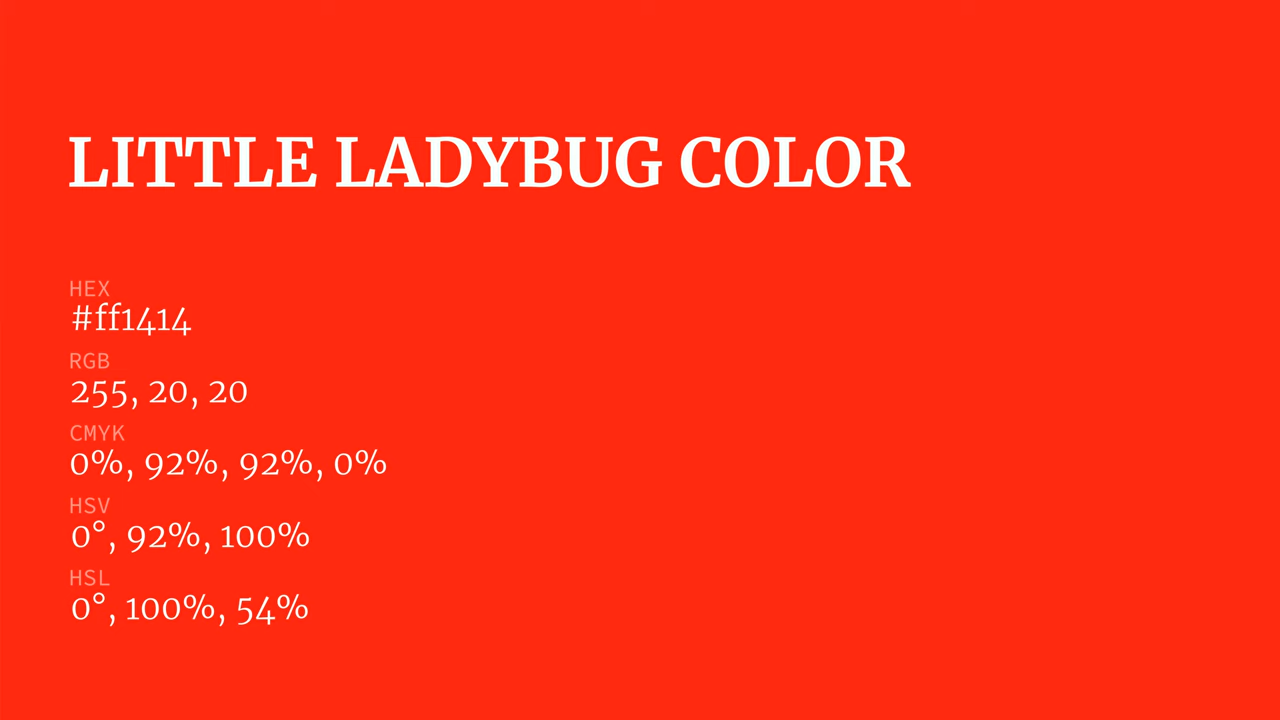 LITTLE LADYBUG COLOR
HEX
#ff1414
RGB
255, 20, 20
CMYK
0%, 92%, 92%, 0%
HSV
0°, 92%, 100%
HSL
0°, 100%, 54%